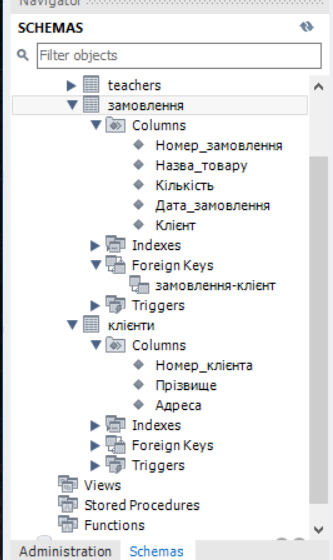 Navigator
SCHEMAS
Filter objects
teachers
замовлення
Columns
Номер_замовлення
Назва_товару
Кількість
Дата_замовлення
Клієнт
Indexes
Foreign Keys
замовлення-клієнт
Triggers
клієнти
Columns
Номер_клієнта
Прізвище
Адреса
Indexes
Foreign Keys
Triggers
Views
Stored Procedures
Functions
Administration Schemas